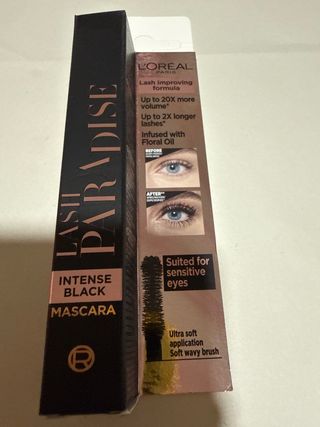 LASH
PARADISE
INTENSE
BLACK
MASCARA
L'ORÉAL
PARIS
Lash improving
formula
Up to 20X more
volume*
Up to 2X longer
lashes*
Infused with
Floral Oil
BEFORE
AFTER**
Suited for
sensitive
eyes
Ultra soft
application
Soft wavy brush